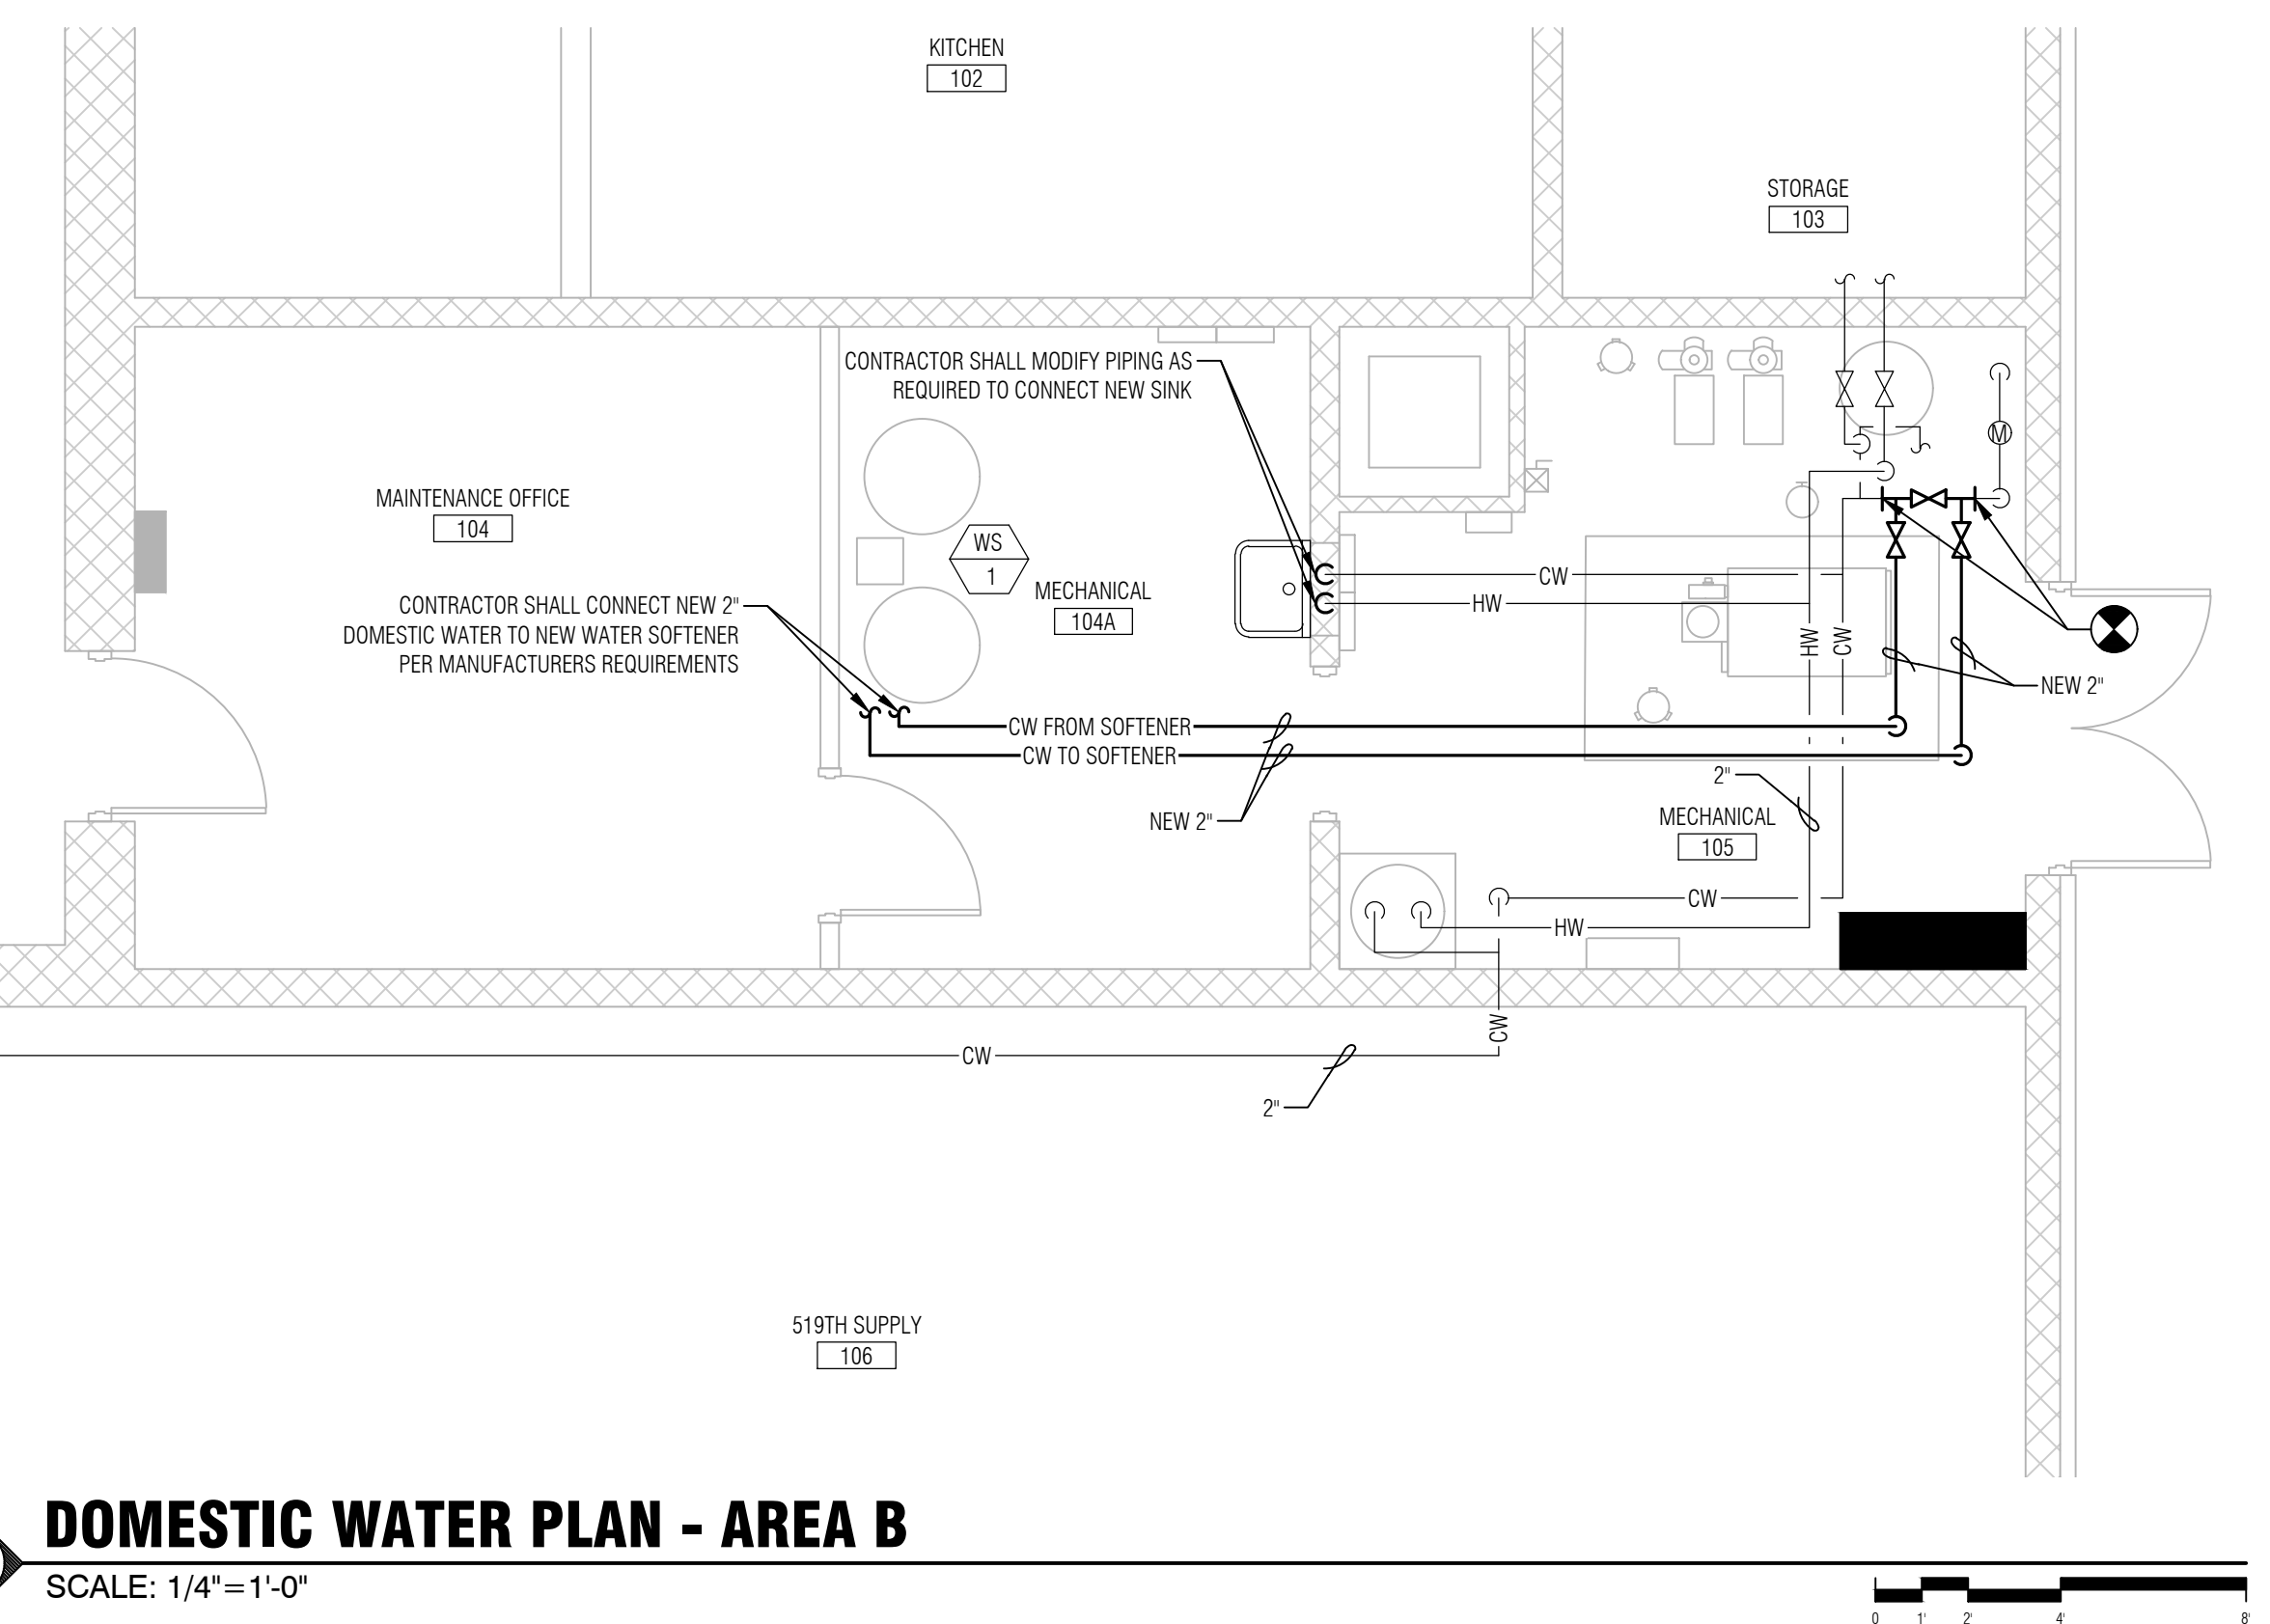 KITCHEN
102
STORAGE
103
CONTRACTOR SHALL MODIFY PIPING AS
REQUIRED TO CONNECT NEW SINK
M
MAINTENANCE OFFICE
104
WS
1
MECHANICAL
104A
CW
HW
CONTRACTOR SHALL CONNECT NEW 2"
DOMESTIC WATER TO NEW WATER SOFTENER
PER MANUFACTURERS REQUIREMENTS
HW
CW
NEW 2"
CW FROM SOFTENER
CW TO SOFTENER
2"
NEW 2"
MECHANICAL
105
CW
HW
CW
CW
2"
519TH SUPPLY
106
DOMESTIC WATER PLAN - AREA B
SCALE: 1/4"=1'-0"
0 1' 2' 4' 8'